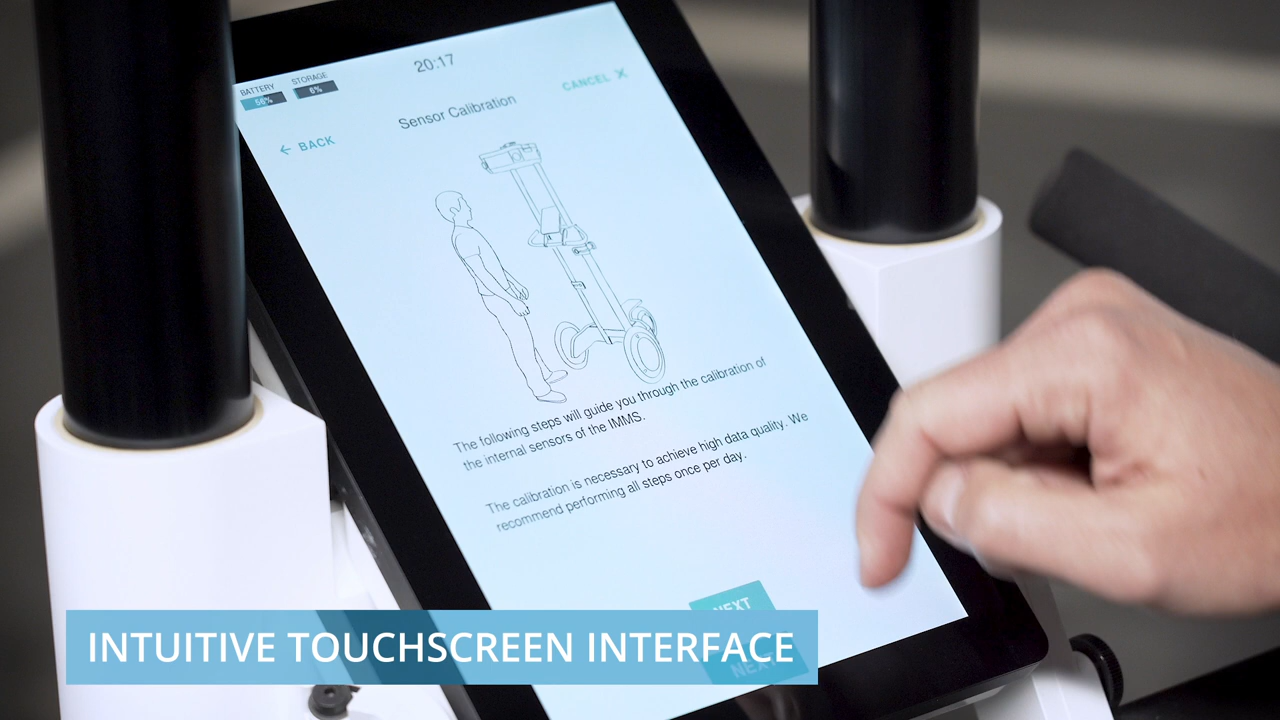 20:17
BATTERY STORAGE
56% 6%
CANCEL X
Sensor Calibration
← BACK
The following steps will guide you through the calibration of
the internal sensors of the IMMS.
The calibration is necessary to achieve high data quality. We
recommend performing all steps once per day.
NEXT
INTUITIVE TOUCHSCREEN INTERFACE
NEXT